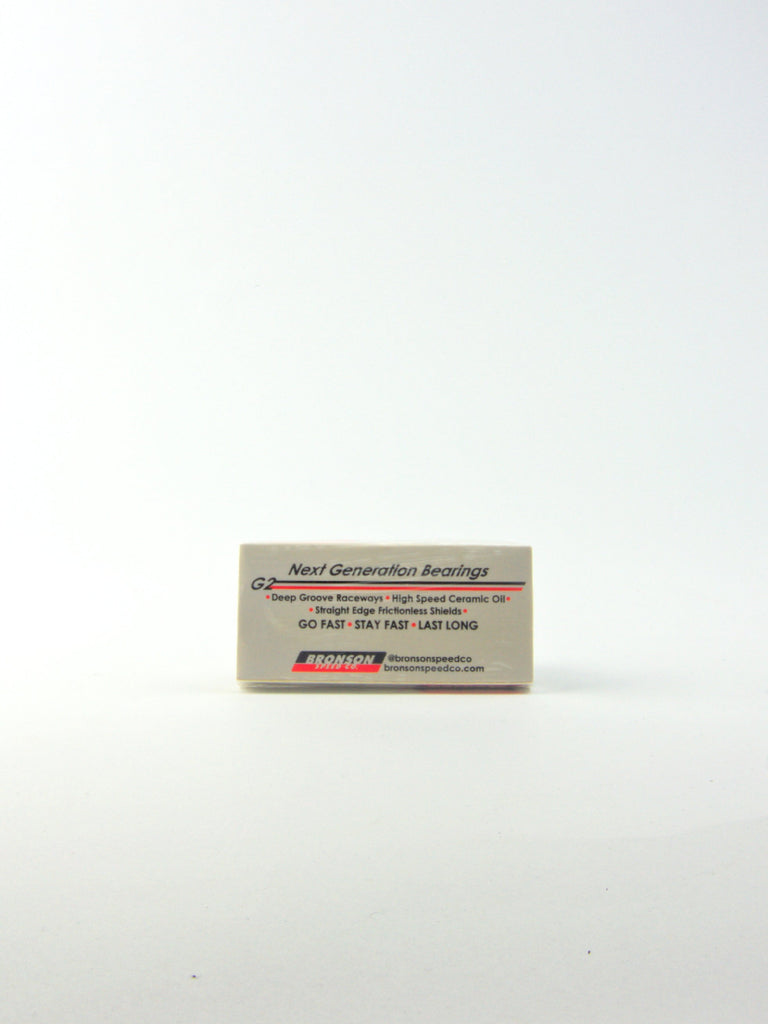 Next Generation Bearings
G2
• Deep Groove Raceways • High Speed Ceramic Oil •
• Straight Edge Frictionless Shields •
GO FAST • STAY FAST • LAST LONG
BRONSON
SPEED CO.
@bronsonspeedco
bronsonspeedco.com